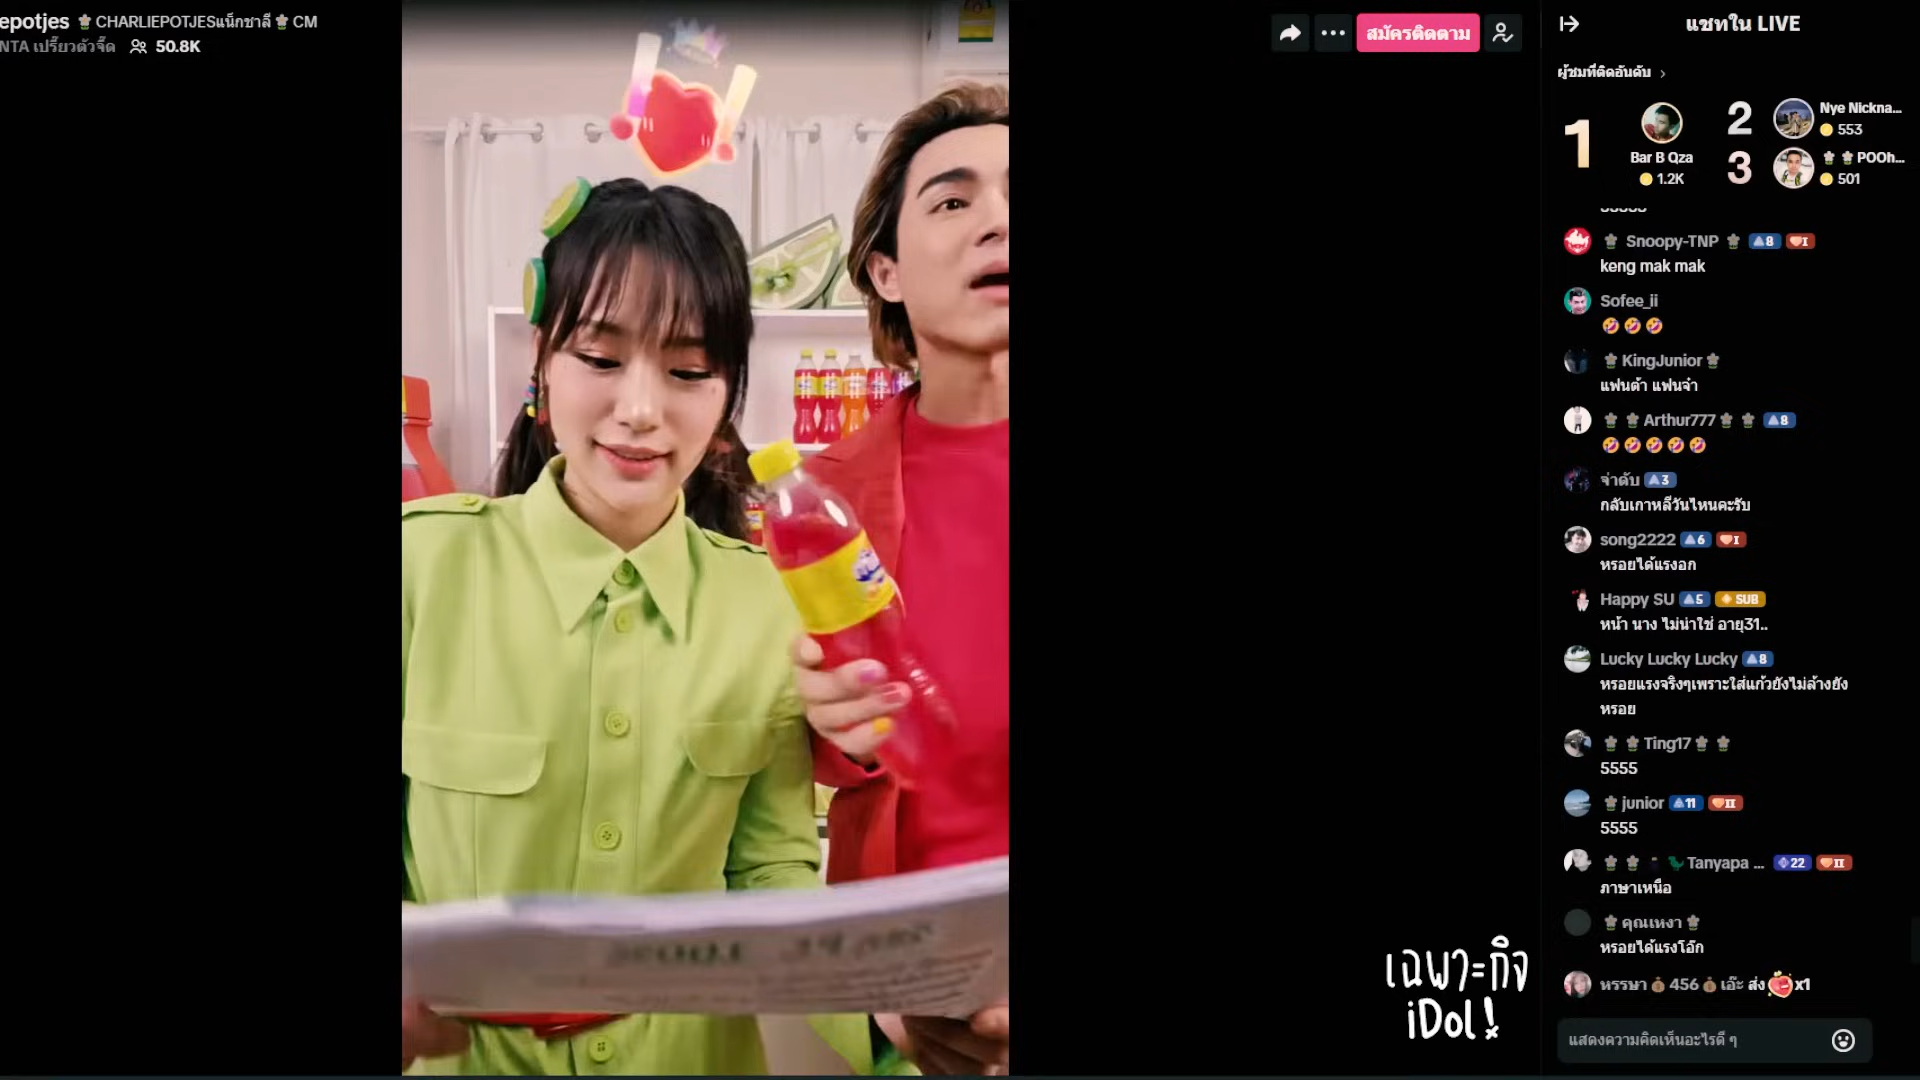 epotjes CHARLIEPOTJESแน็กชาลีCM
NTA เปรี้ยวตัวจี๊ด 50.8K
สมัครติดตาม
แชทใน LIVE
ผู้ชมที่ติดอันดับ
1
Bar B Qza
1.2K
2
Nye Nickna...
553
3
POOh...
501
Snoopy-TNP 8 I
keng mak mak
Sofee_ii
KingJunior
แฟนต้า แฟนจ๋า
Arthur777 8
จ่าดับ 3
กลับเกาหลีวันไหนคะรับ
song2222 6 I
หรอยได้แรงอก
Happy SU 5 SUB
หน้า นาง ไม่น่าใช่ อายุ31..
Lucky Lucky Lucky 8
หรอยแรงจริงๆเพราะใส่แก้วยังไม่ล้างยัง
หรอย
Ting17
5555
junior 11 II
5555
Tanyapa ... 22 II
ภาษาเหนือ
คุณเหงา
หรอยได้แรงโอ๊ก
หรรษา 456 เอ๊ะ ส่ง x1
แสดงความคิดเห็นอะไรดี ๆ
เฉพาะกิจ
iDol!